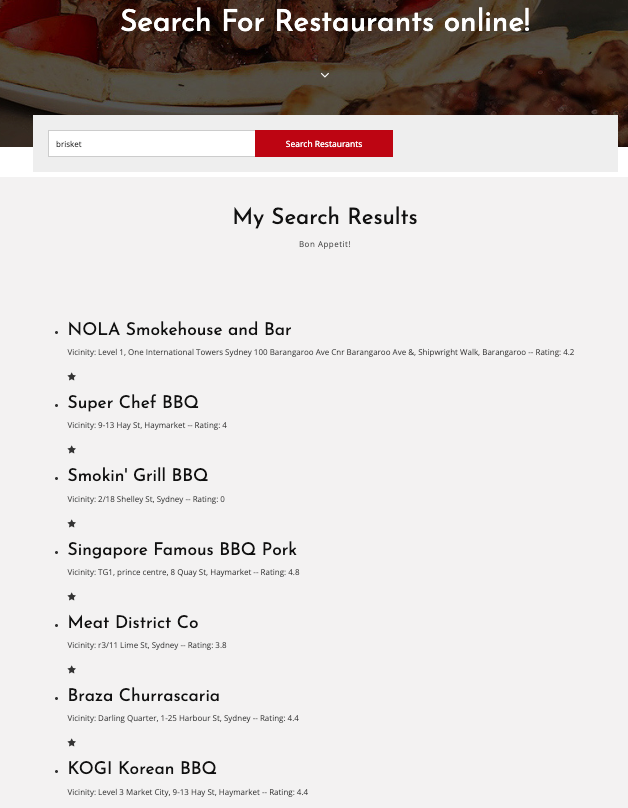 Search For Restaurants online!
brisket
Search Restaurants
My Search Results
Bon Appetit!
NOLA Smokehouse and Bar
Vicinity: Level 1, One International Towers Sydney 100 Barangaroo Ave Cnr Barangaroo Ave &, Shipwright Walk, Barangaroo -- Rating: 4.2
Super Chef BBQ
Vicinity: 9-13 Hay St, Haymarket -- Rating: 4
Smokin' Grill BBQ
Vicinity: 2/18 Shelley St, Sydney -- Rating: 0
Singapore Famous BBQ Pork
Vicinity: TG1, prince centre, 8 Quay St, Haymarket -- Rating: 4.8
Meat District Co
Vicinity: r3/11 Lime St, Sydney -- Rating: 3.8
Braza Churrascaria
Vicinity: Darling Quarter, 1-25 Harbour St, Sydney -- Rating: 4.4
KOGI Korean BBQ
Vicinity: Level 3 Market City, 9-13 Hay St, Haymarket -- Rating: 4.4